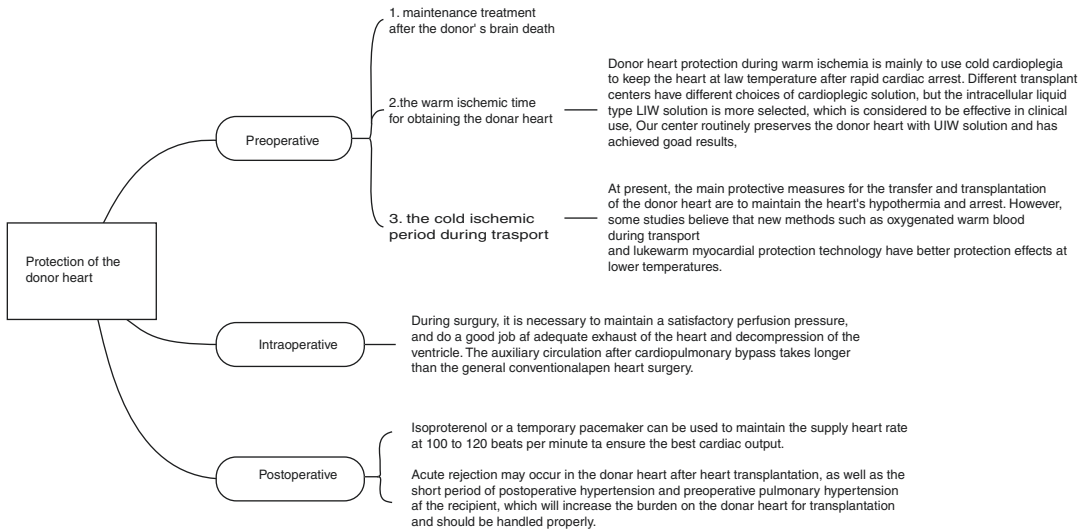 Protection of the
donor heart
Preoperative
1. maintenance treatment
after the donor' s brain death
2.the warm ischemic time
for obtaining the donar heart
Donor heart protection during warm ischemia is mainly to use cold cardioplegia
to keep the heart at law temperature after rapid cardiac arrest. Different transplant
centers have different choices of cardioplegic solution, but the intracellular liquid
type LIW solution is more selected, which is considered to be effective in clinical
use, Our center routinely preserves the donor heart with UIW solution and has
achieved goad results,
3. the cold ischemic
period during trasport
At present, the main protective measures for the transfer and transplantation
of the donor heart are to maintain the heart's hypothermia and arrest. However,
some studies believe that new methods such as oxygenated warm blood
during transport
and lukewarm myocardial protection technology have better protection effects at
lower temperatures.
Intraoperative
During surgury, it is necessary to maintain a satisfactory perfusion pressure,
and do a good job af adequate exhaust of the heart and decompression of the
ventricle. The auxiliary circulation after cardiopulmonary bypass takes longer
than the general conventionalapen heart surgery.
Postoperative
Isoproterenol or a temporary pacemaker can be used to maintain the supply heart rate
at 100 to 120 beats per minute ta ensure the best cardiac output.
Acute rejection may occur in the donar heart after heart transplantation, as well as the
short period of postoperative hypertension and preoperative pulmonary hypertension
af the recipient, which will increase the burden on the donar heart for transplantation
and should be handled properly.